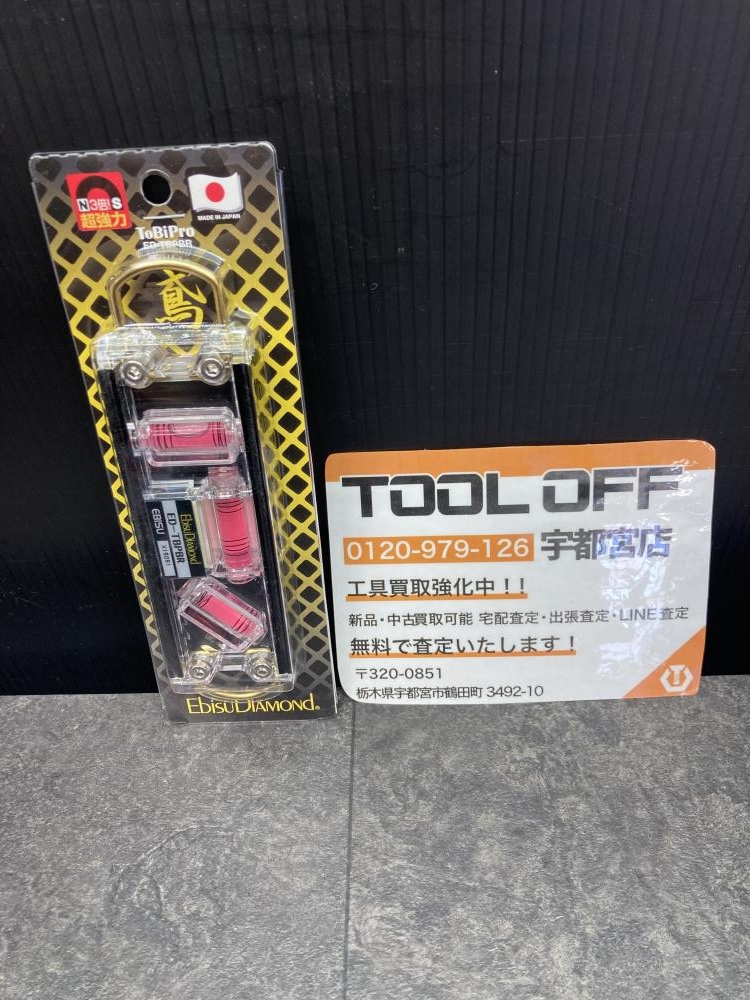 N 3倍! S
超強力
MADE IN JAPAN
ToBiPro
ED-TBPBR
鳶
EBISU DIAMOND
ED-TBPBR
EBISU
EBISU DIAMOND®
TOOL OFF
0120-979-126 宇都宮店
工具買取強化中!!
新品・中古買取可能 宅配査定・出張査定・LINE査定
無料で査定いたします!
〒320-0851
栃木県宇都宮市鶴田町 3492-10